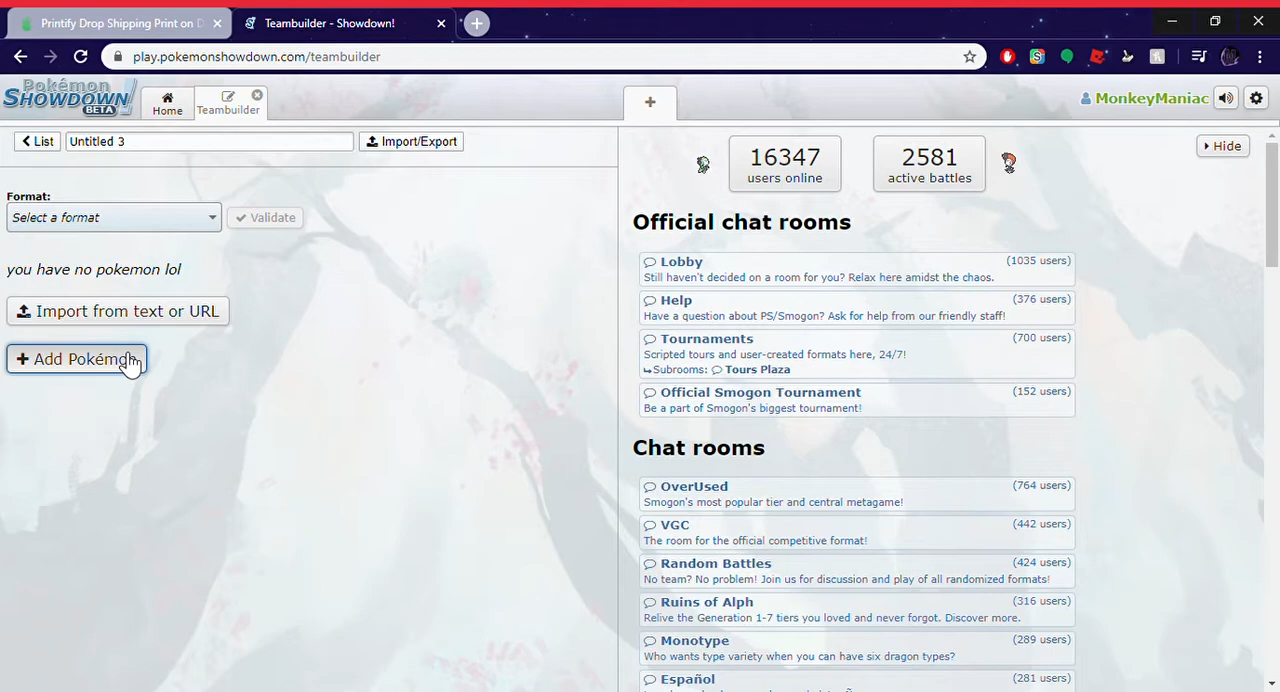 Printify Drop Shipping Print on D
Teambuilder - Showdown!
play.pokemonshowdown.com/teambuilder
Pokémon
SHOWDOWN!
BETA
Home
Teambuilder
MonkeyManiac
List
Untitled 3
Import/Export
Format:
Select a format
Validate
you have no pokemon lol
Import from text or URL
Add Pokémon
16347
users online
2581
active battles
Hide
Official chat rooms
Lobby (1035 users)
Still haven't decided on a room for you? Relax here amidst the chaos.
Help (376 users)
Have a question about PS/Smogon? Ask for help from our friendly staff!
Tournaments (700 users)
Scripted tours and user-created formats here, 24/7!
↳Subrooms: Tours Plaza
Official Smogon Tournament (152 users)
Be a part of Smogon's biggest tournament!
Chat rooms
OverUsed (764 users)
Smogon's most popular tier and central metagame!
VGC (442 users)
The room for the official competitive format!
Random Battles (424 users)
No team? No problem! Join us for discussion and play of all randomized formats!
Ruins of Alph (316 users)
Relive the Generation 1-7 tiers you loved and never forgot. Discover more.
Monotype (289 users)
Who wants type variety when you can have six dragon types?
Español (281 users)